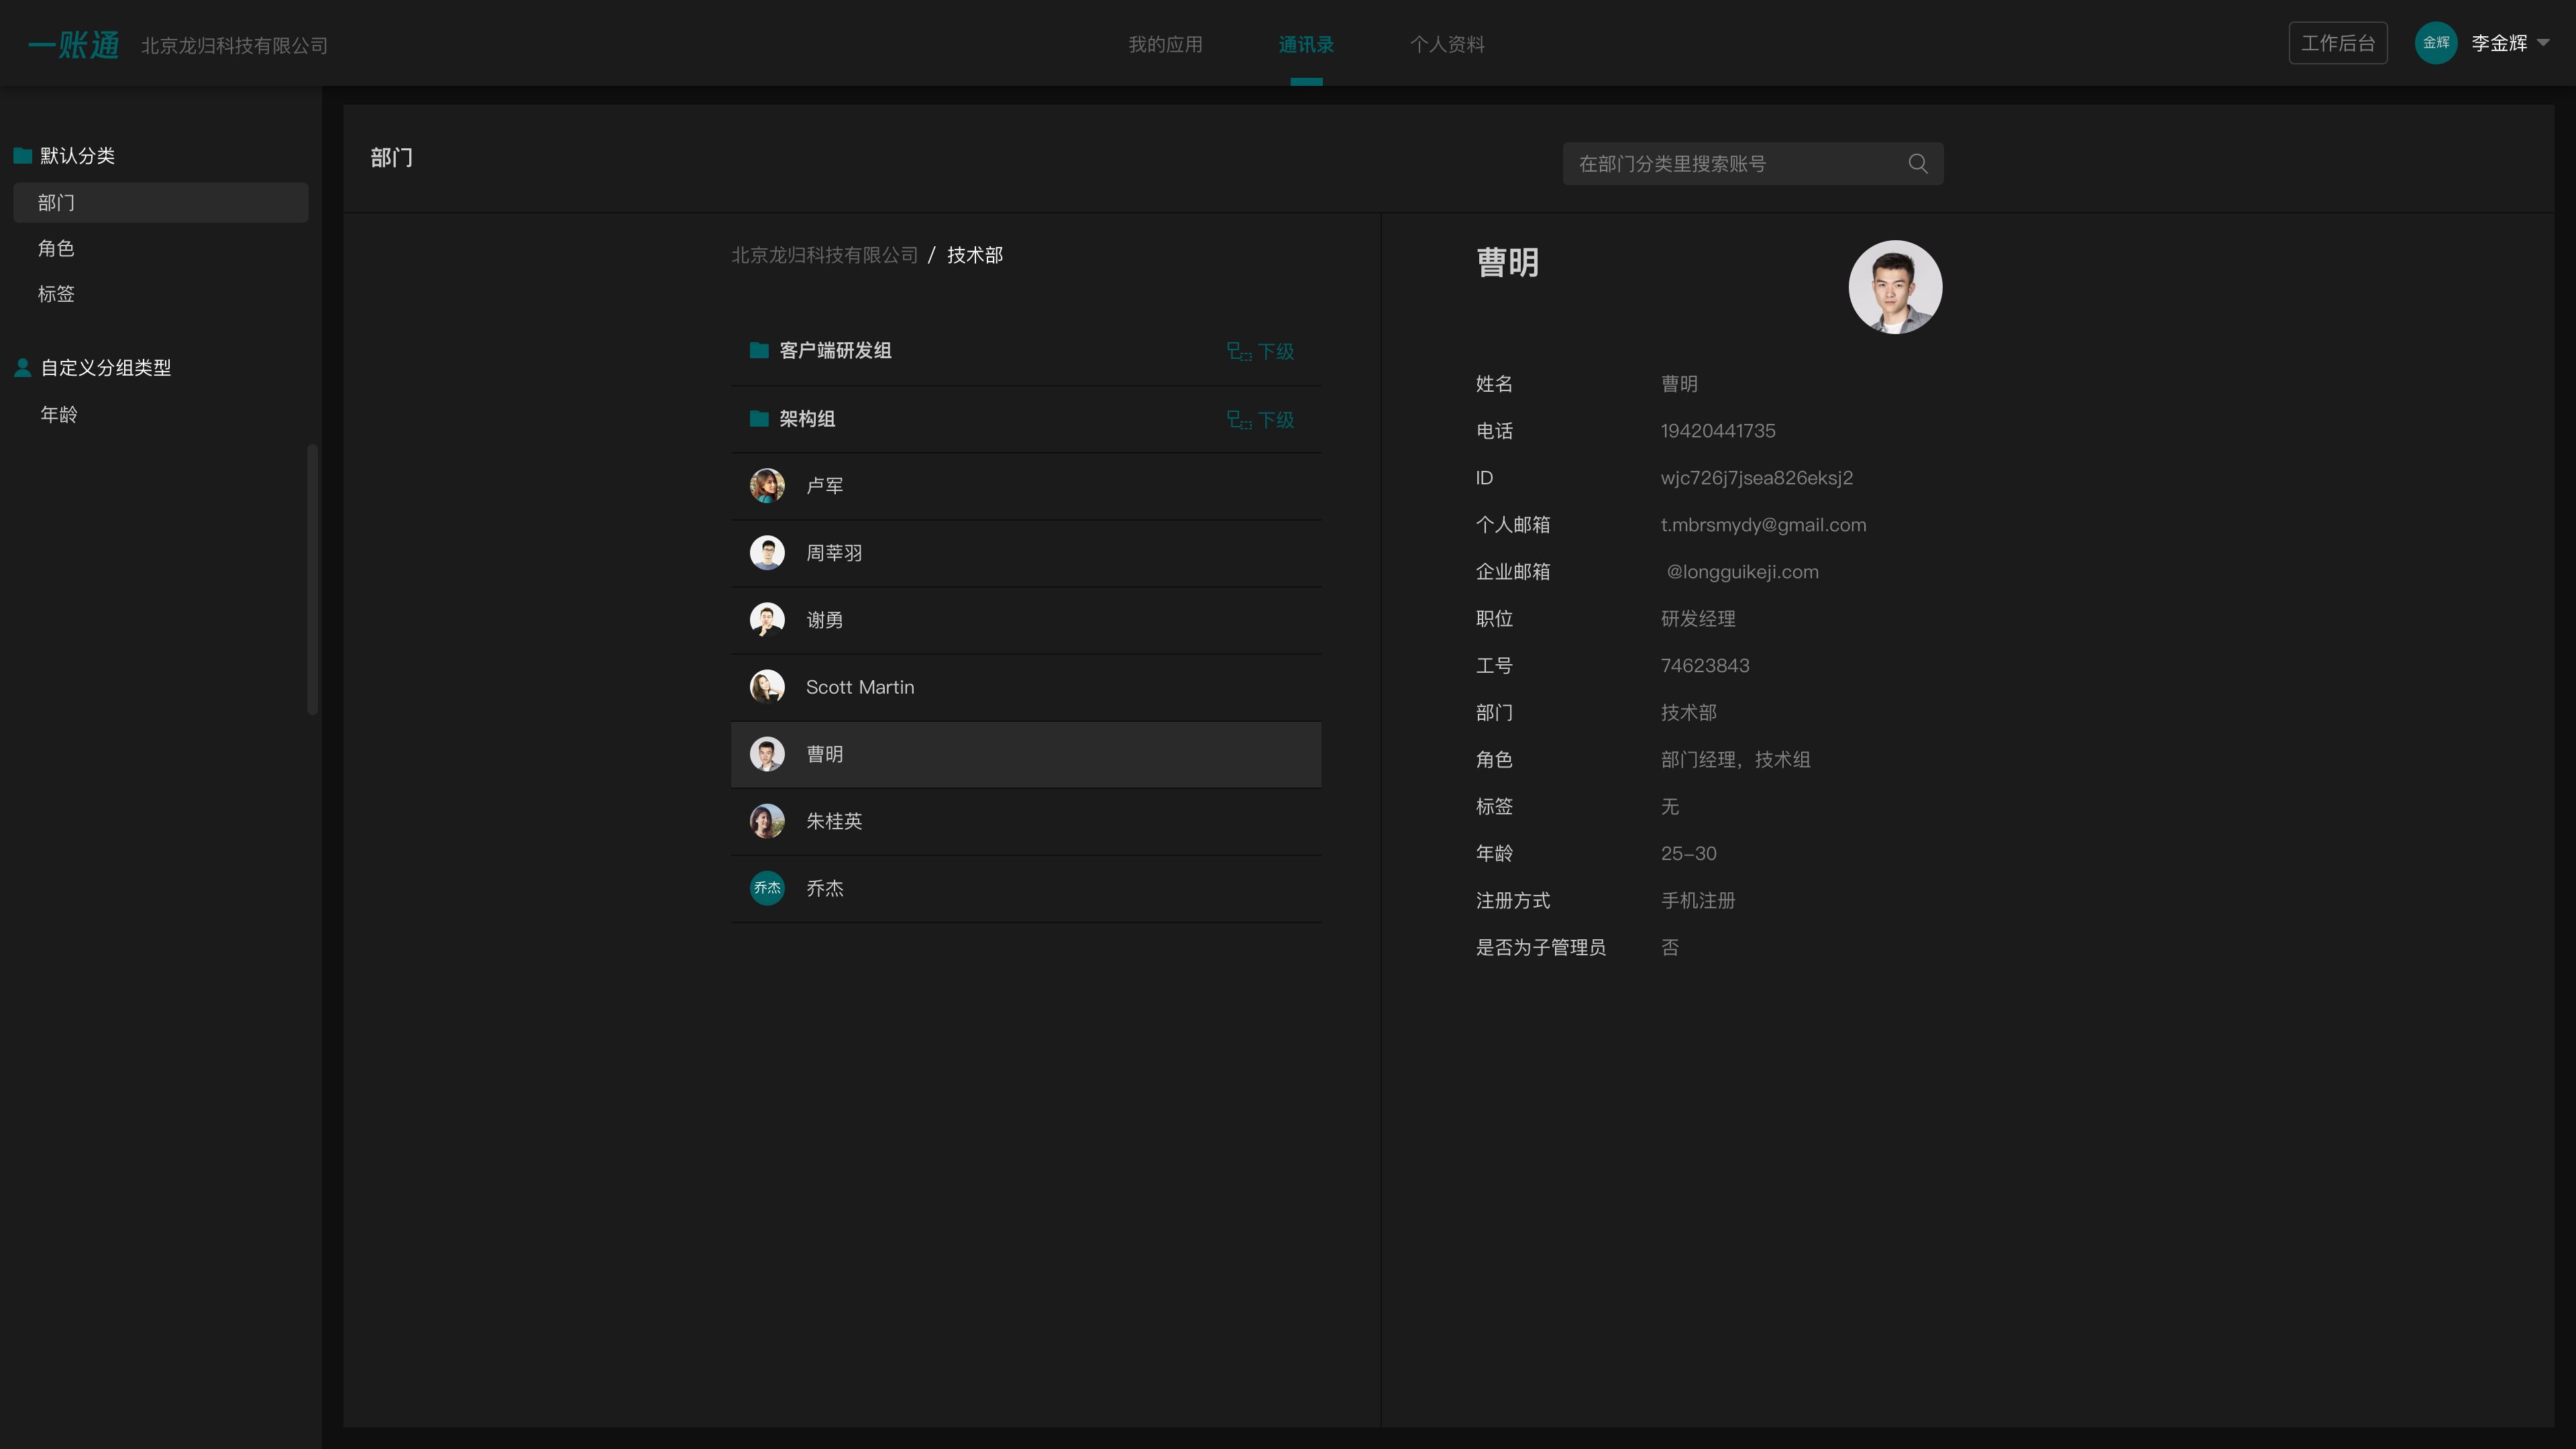 一账通 北京龙归科技有限公司 我的应用 通讯录 个人资料 工作后台 金辉 李金辉
默认分类
部门
角色
标签
自定义分组类型
年龄
部门
在部门分类里搜索账号
北京龙归科技有限公司 / 技术部
客户端研发组 下级
架构组 下级
卢军
周莘羽
谢勇
Scott Martin
曹明
朱桂英
乔杰 乔杰
曹明
姓名 曹明
电话 19420441735
ID wjc726j7jsea826eksj2
个人邮箱 t.mbrsmydy@gmail.com
企业邮箱 @longguikeji.com
职位 研发经理
工号 74623843
部门 技术部
角色 部门经理，技术组
标签 无
年龄 25-30
注册方式 手机注册
是否为子管理员 否